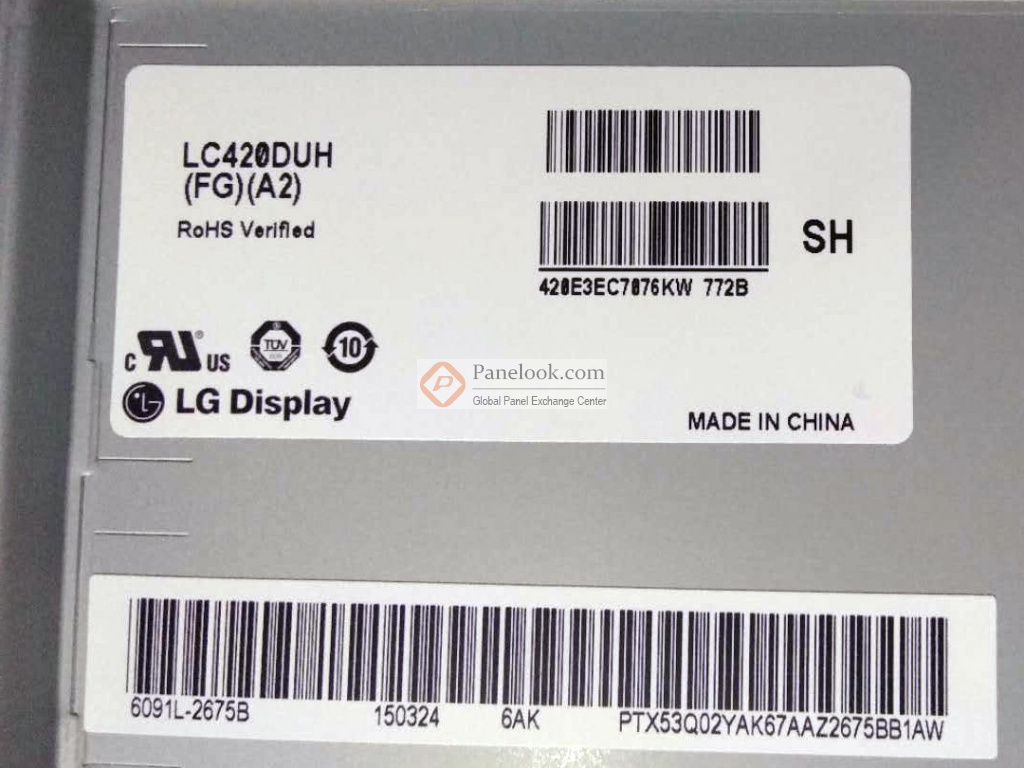 LC420DUH
(FG)(A2)
RoHS Verified
SH
420E3EC7076KW 772B
C RU US
TÜV
10
LG Display
Panelook.com
Global Panel Exchange Center
MADE IN CHINA
6091L-2675B 150324 6AK PTX53Q02YAK67AAZ2675BB1AW